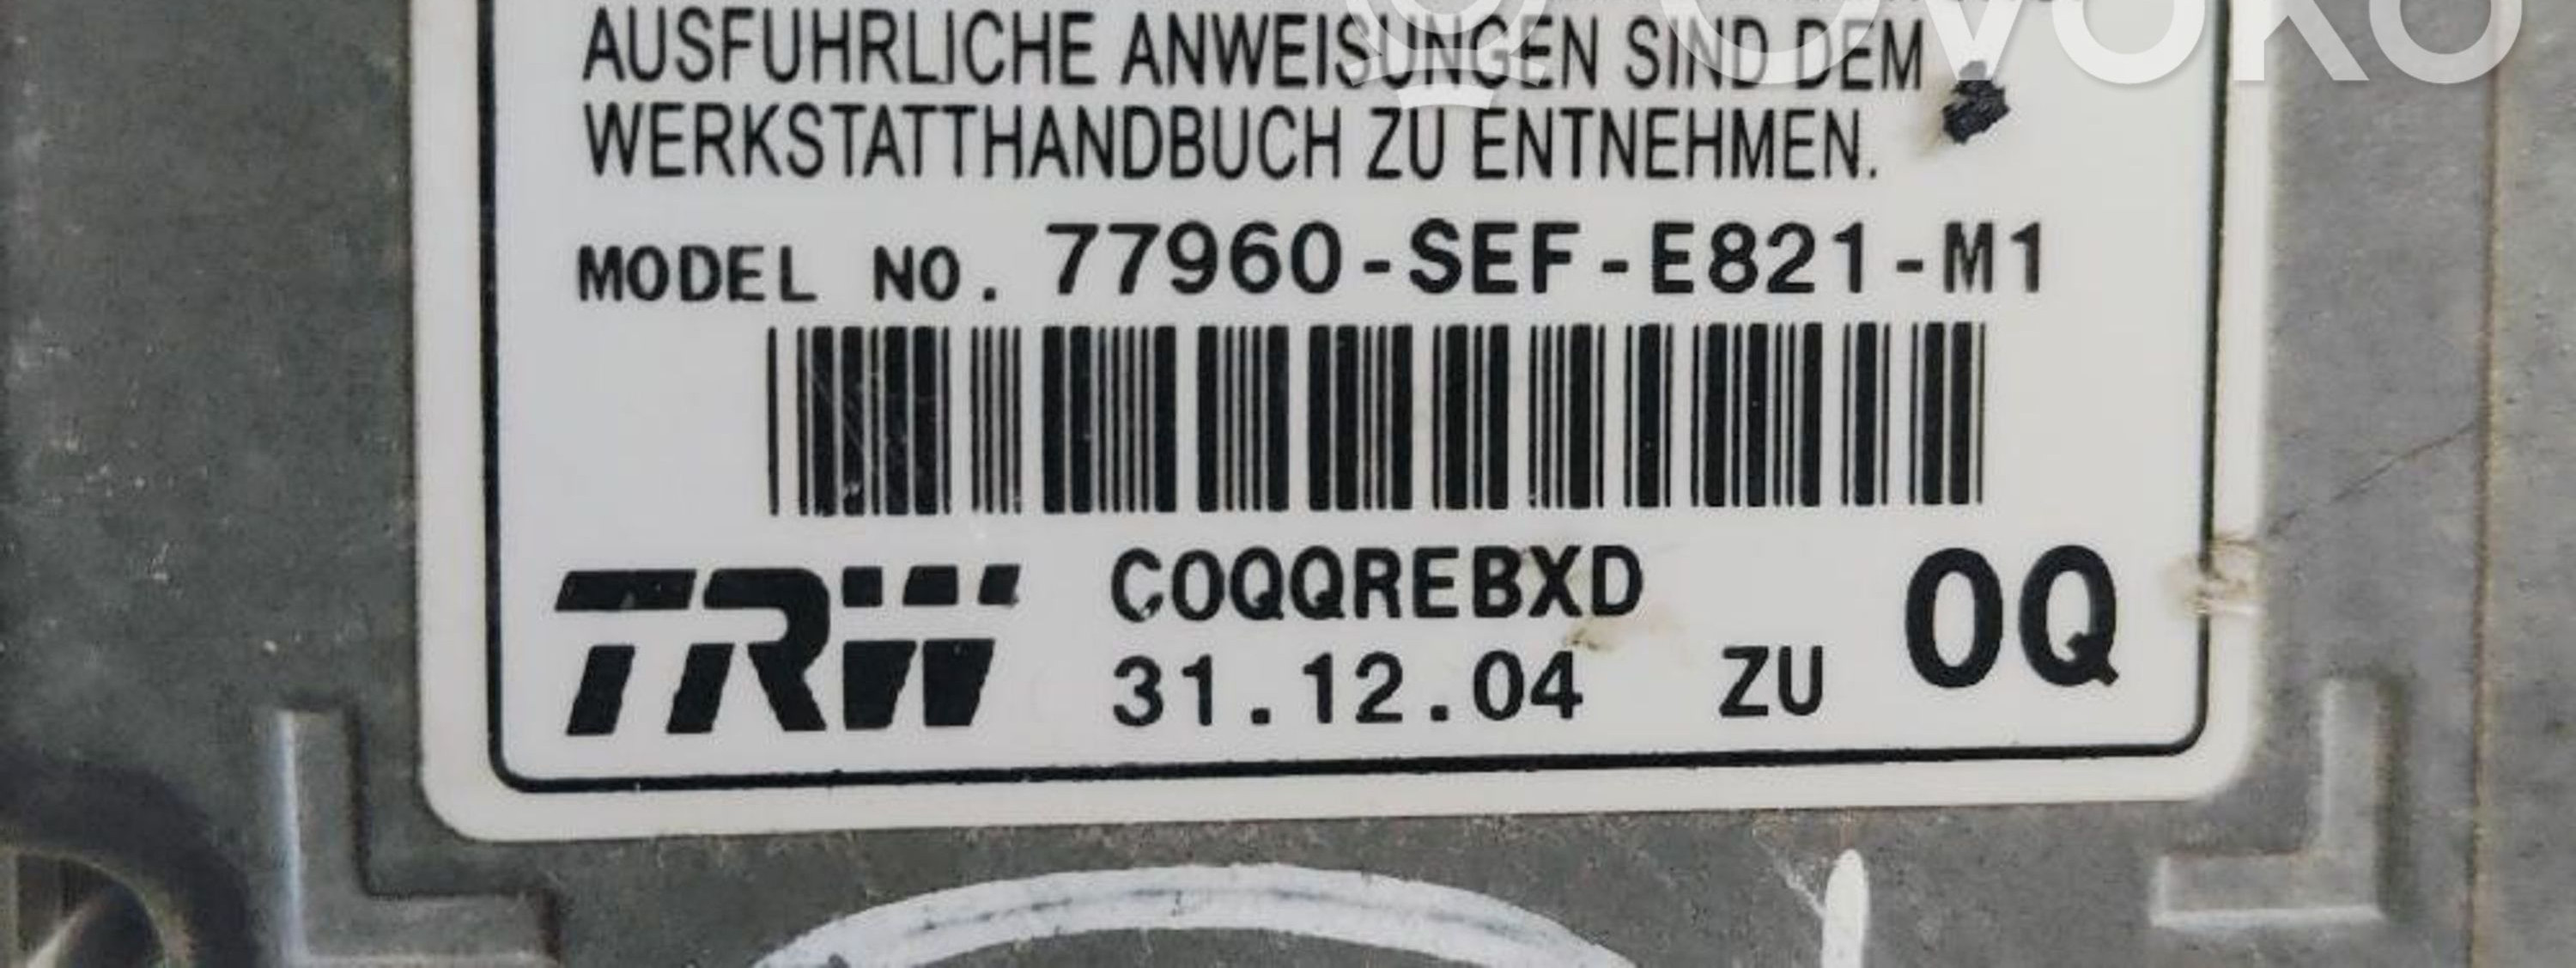 AUSFUHRLICHE ANWEISUNGEN SIND DEM
WERKSTATTHANDBUCH ZU ENTNEHMEN.
MODEL NO. 77960-SEF-E821-M1
TRW
COQQREBXD
31.12.04 ZU
0Q
OVOKO